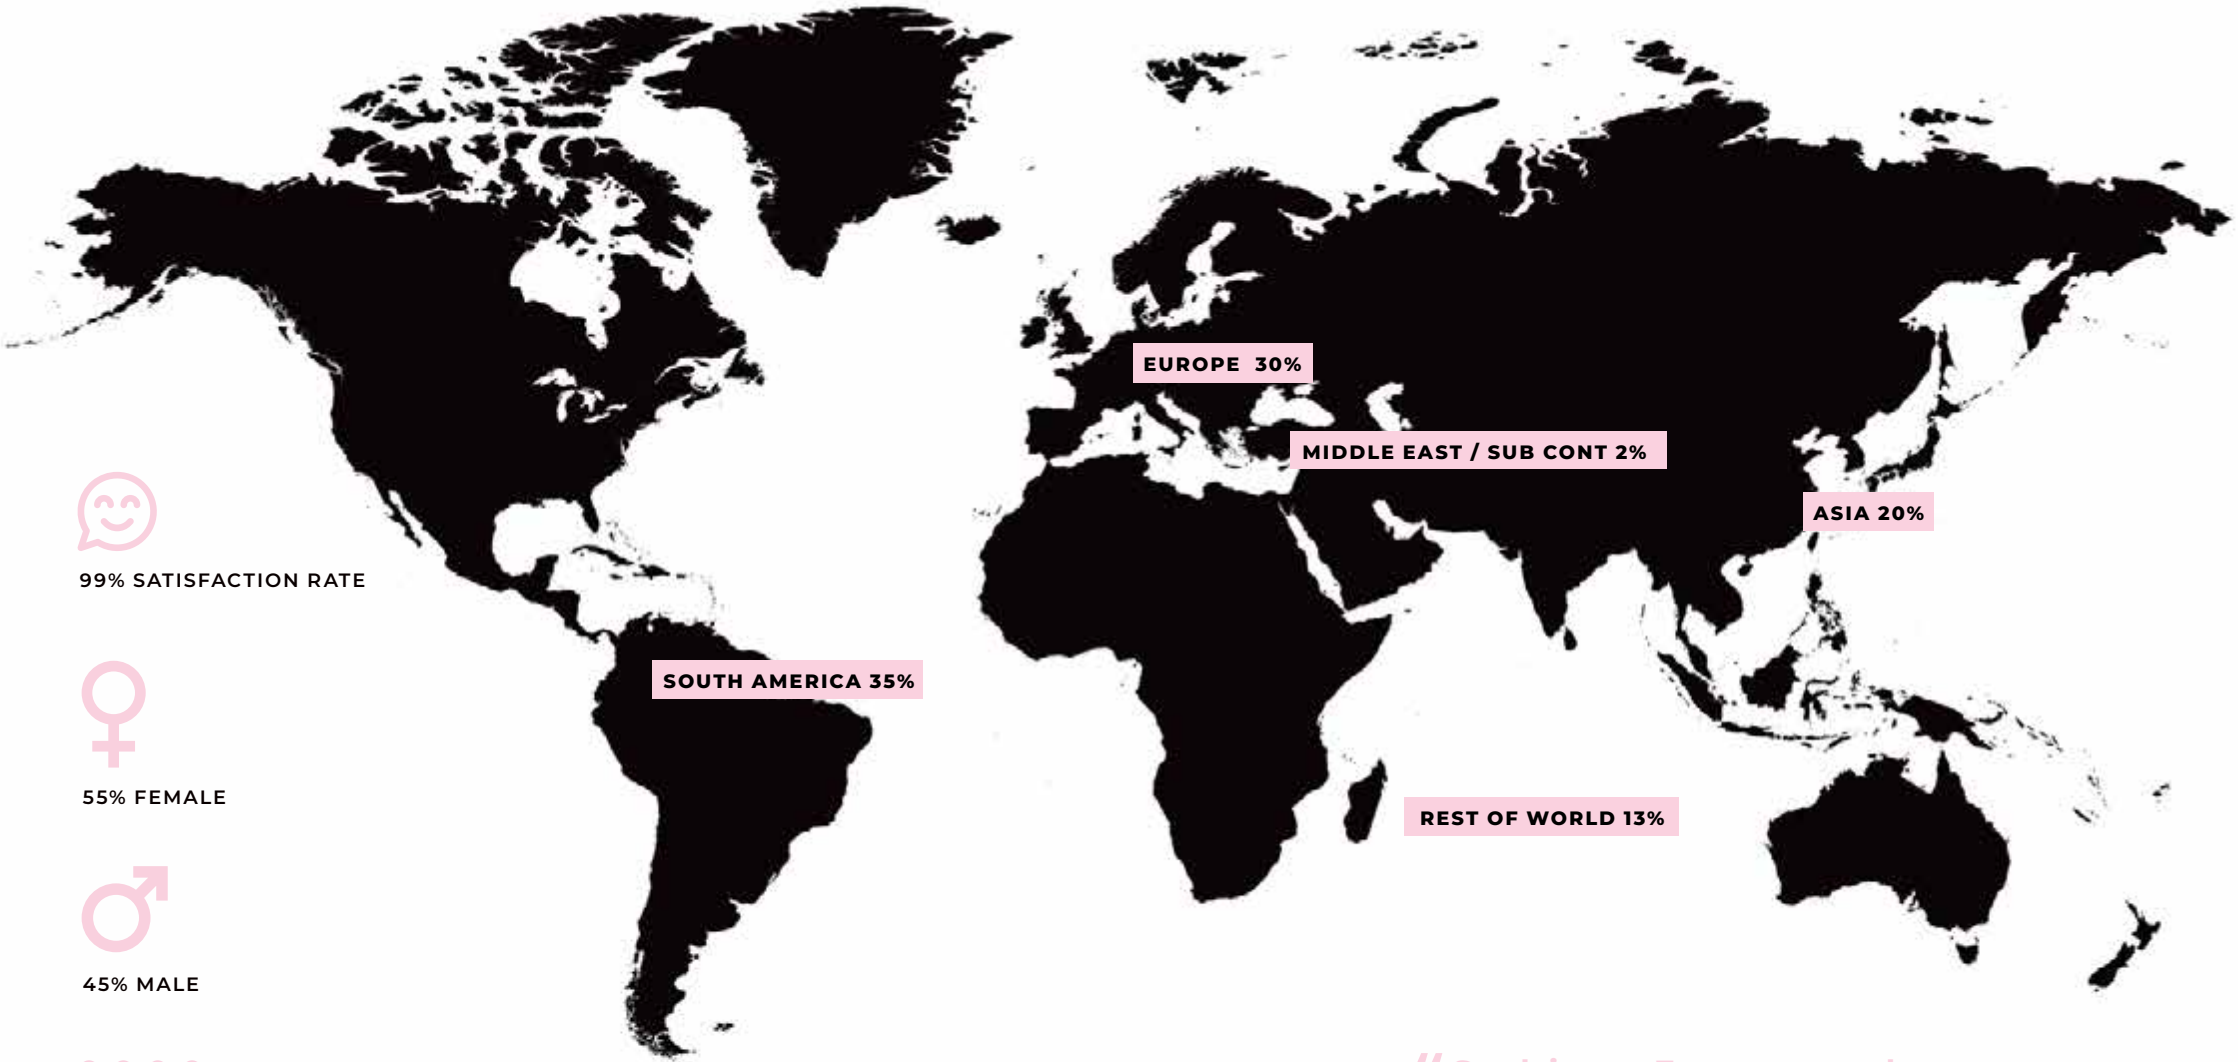 EUROPE 30%
MIDDLE EAST / SUB CONT 2%
ASIA 20%
99% SATISFACTION RATE
SOUTH AMERICA 35%
55% FEMALE
REST OF WORLD 13%
45% MALE